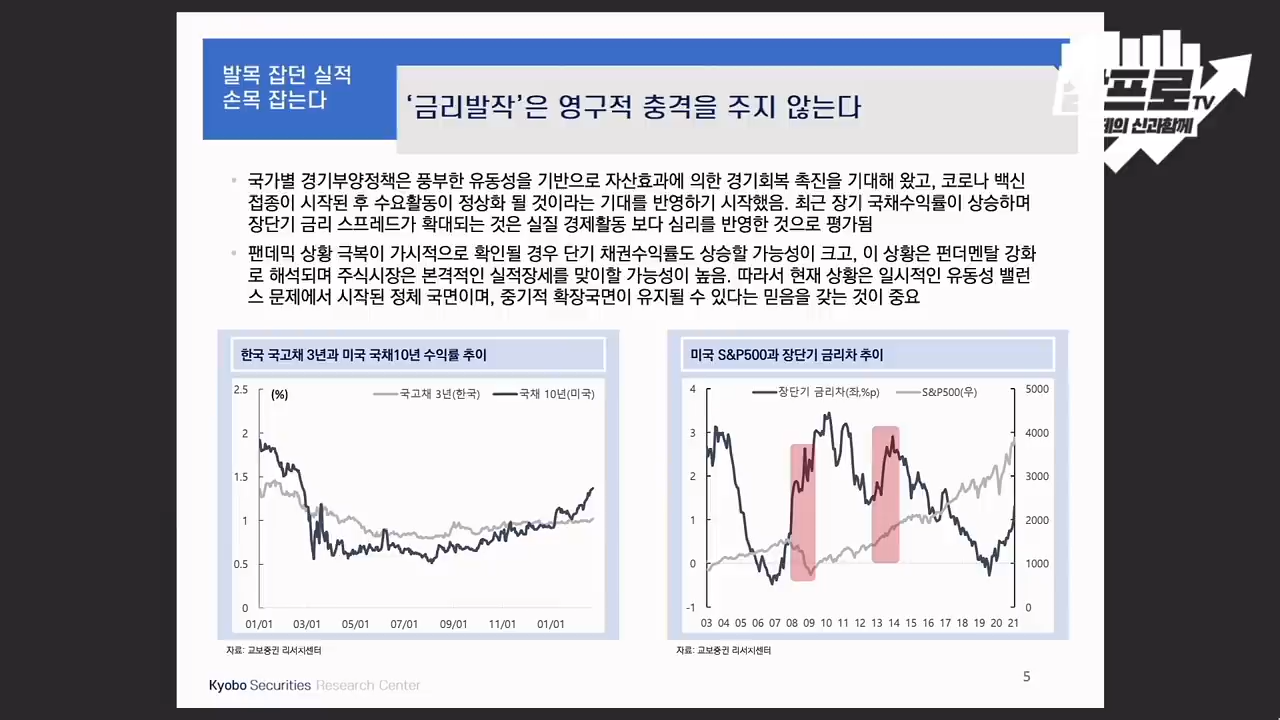 발목 잡던 실적
손목 잡는다
‘금리발작’은 영구적 충격을 주지 않는다
프로TV
의 신과함께
• 국가별 경기부양정책은 풍부한 유동성을 기반으로 자산효과에 의한 경기회복 촉진을 기대해 왔고, 코로나 백신
접종이 시작된 후 수요활동이 정상화 될 것이라는 기대를 반영하기 시작했음. 최근 장기 국채수익률이 상승하며
장단기 금리 스프레드가 확대되는 것은 실질 경제활동 보다 심리를 반영한 것으로 평가됨
• 팬데믹 상황 극복이 가시적으로 확인될 경우 단기 채권수익률도 상승할 가능성이 크고, 이 상황은 펀더멘탈 강화
로 해석되며 주식시장은 본격적인 실적장세를 맞이할 가능성이 높음. 따라서 현재 상황은 일시적인 유동성 밸런
스 문제에서 시작된 정체 국면이며, 중기적 확장국면이 유지될 수 있다는 믿음을 갖는 것이 중요
한국 국고채 3년과 미국 국채10년 수익률 추이
(%)
국고채 3년(한국)
국채 10년(미국)
2.5
2
1.5
1
0.5
0
01/01 03/01 05/01 07/01 09/01 11/01 01/01
자료: 교보증권 리서치센터
미국 S&P500과 장단기 금리차 추이
장단기 금리차(좌,%p)
S&P500(우)
4
3
2
1
0
-1
5000
4000
3000
2000
1000
0
03 04 05 06 07 08 09 10 11 12 13 14 15 16 17 18 19 20 21
자료: 교보증권 리서치센터
Kyobo Securities Research Center
5